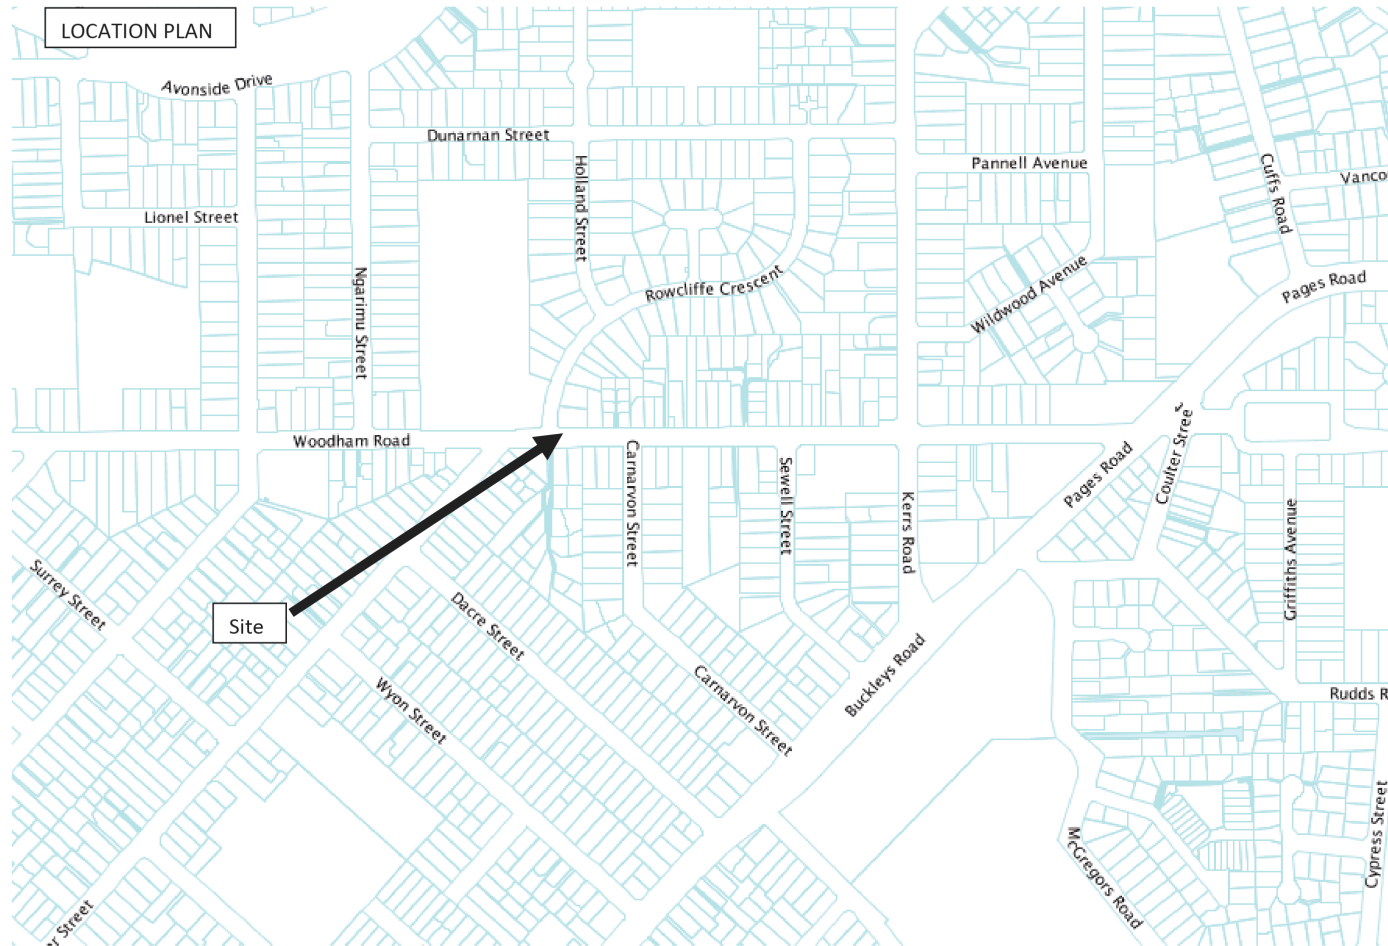 LOCATION PLAN
Avonside Drive
Dunarnan Street
Pannell Avenue
Holland Street
Cuffs Road
Vanco
Lionel Street
Ngarimu Street
Rowcliffe Crescent
Wildwood Avenue
Pages Road
Woodham Road
Carnarvon Street
Sewell Street
Kerrs Road
Pages Road
Coulter Stree
Griffiths Avenue
Surrey Street
Site
Dacre Street
Wyon Street
Carnarvon Street
Buckleys Road
Rudds R
McGregors Road
Cypress Street
er Street